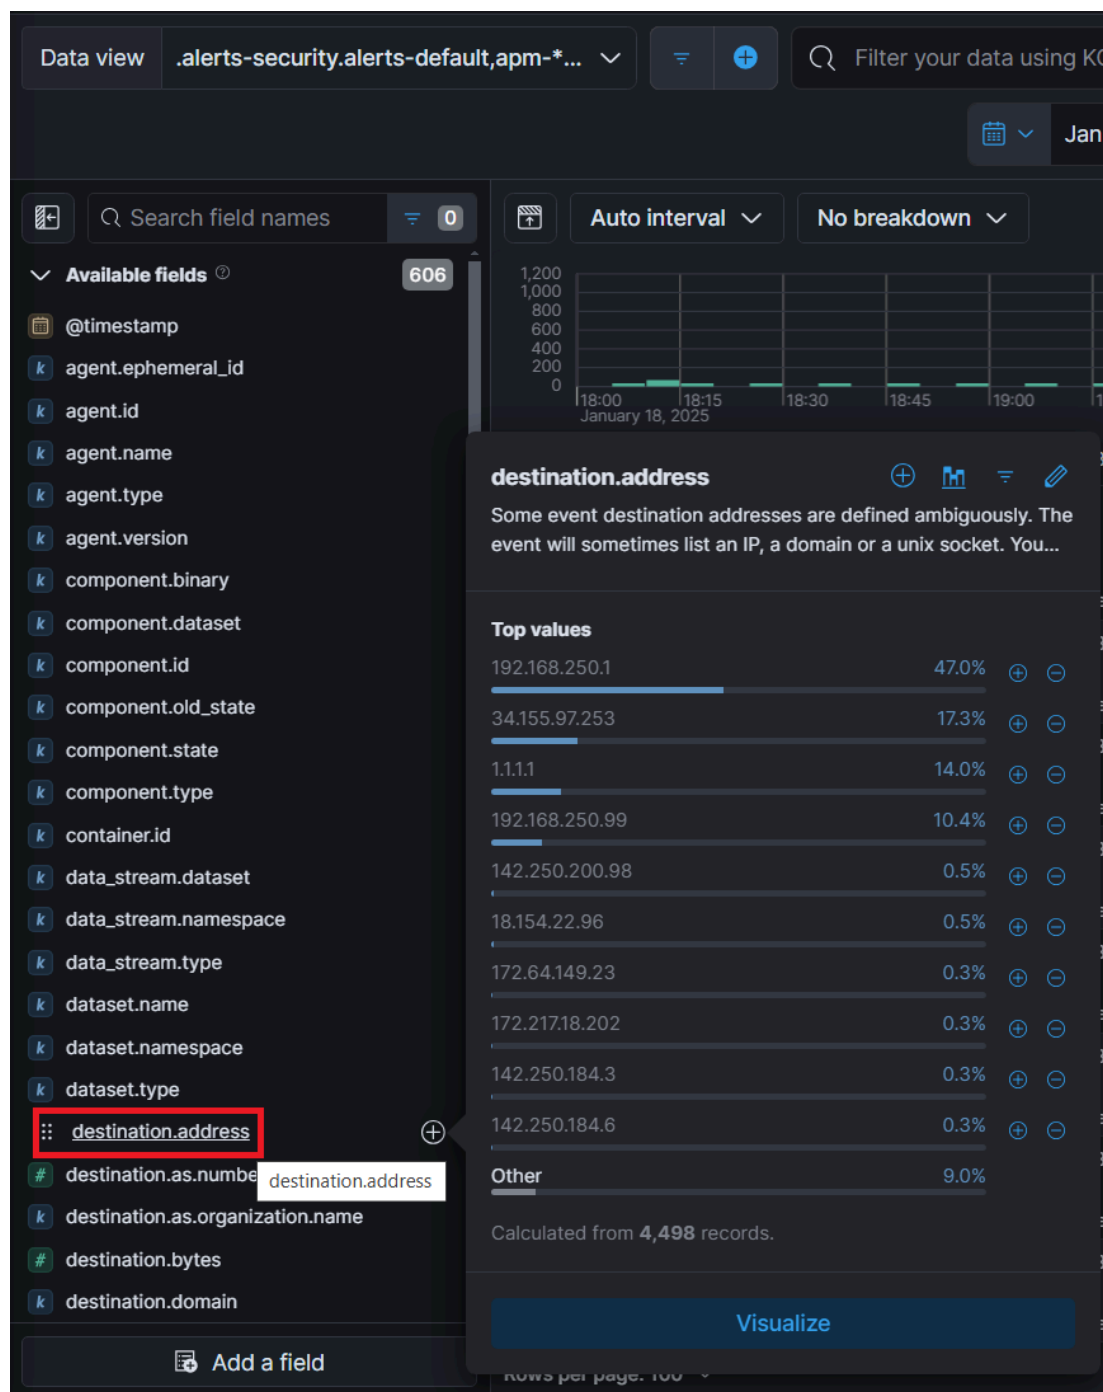 Data view .alerts-security.alerts-default,apm-*... Filter your data using
Jan
Search field names 0 Auto interval No breakdown
Available fields 606
1,200
1,000
800
600
400
200
0
18:00 18:15 18:30 18:45 19:00
January 18, 2025
@timestamp
agent.ephemeral_id
agent.id
agent.name
agent.type
agent.version
component.binary
component.dataset
component.id
component.old_state
component.state
component.type
container.id
data_stream.dataset
data_stream.namespace
data_stream.type
dataset.name
dataset.namespace
dataset.type
destination.address
destination.as.numbe
destination.address
destination.as.organization.name
destination.bytes
destination.domain
Add a field
destination.address
Some event destination addresses are defined ambiguously. The
event will sometimes list an IP, a domain or a unix socket. You...
Top values
192.168.250.1 47.0%
34.155.97.253 17.3%
1.1.1.1 14.0%
192.168.250.99 10.4%
142.250.200.98 0.5%
18.154.22.96 0.5%
172.64.149.23 0.3%
172.217.18.202 0.3%
142.250.184.3 0.3%
142.250.184.6 0.3%
Other 9.0%
Calculated from 4,498 records.
Visualize
Rows per page: 100